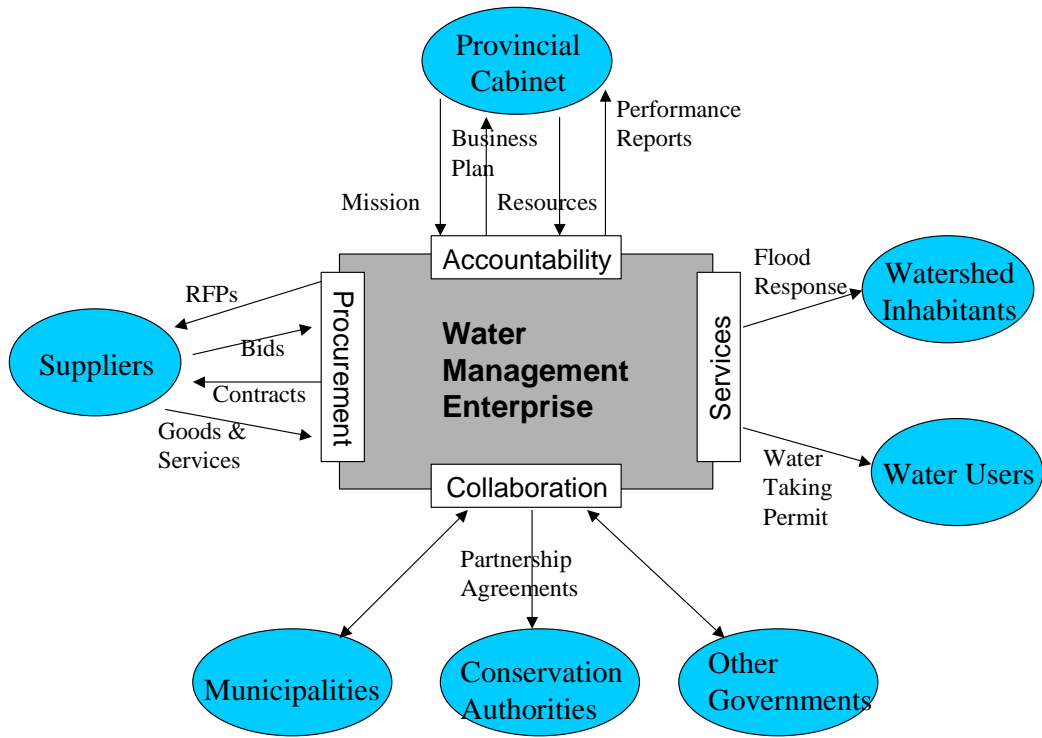 Provincial
Cabinet
Performance
Reports
Business
Plan
Mission
Resources
Accountability
Flood
Response
Watershed
Inhabitants
RFPs
Procurement
Suppliers
Bids
Contracts
Goods &
Services
Water
Management
Enterprise
Services
Water Users
Water
Taking
Permit
Collaboration
Partnership
Agreements
Municipalities
Conservation
Authorities
Other
Governments